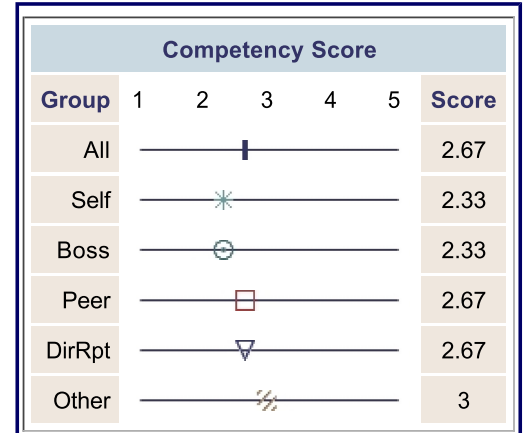 Competency Score
Group 1 2 3 4 5 Score
All 2.67
Self 2.33
Boss 2.33
Peer 2.67
DirRpt 2.67
Other 3